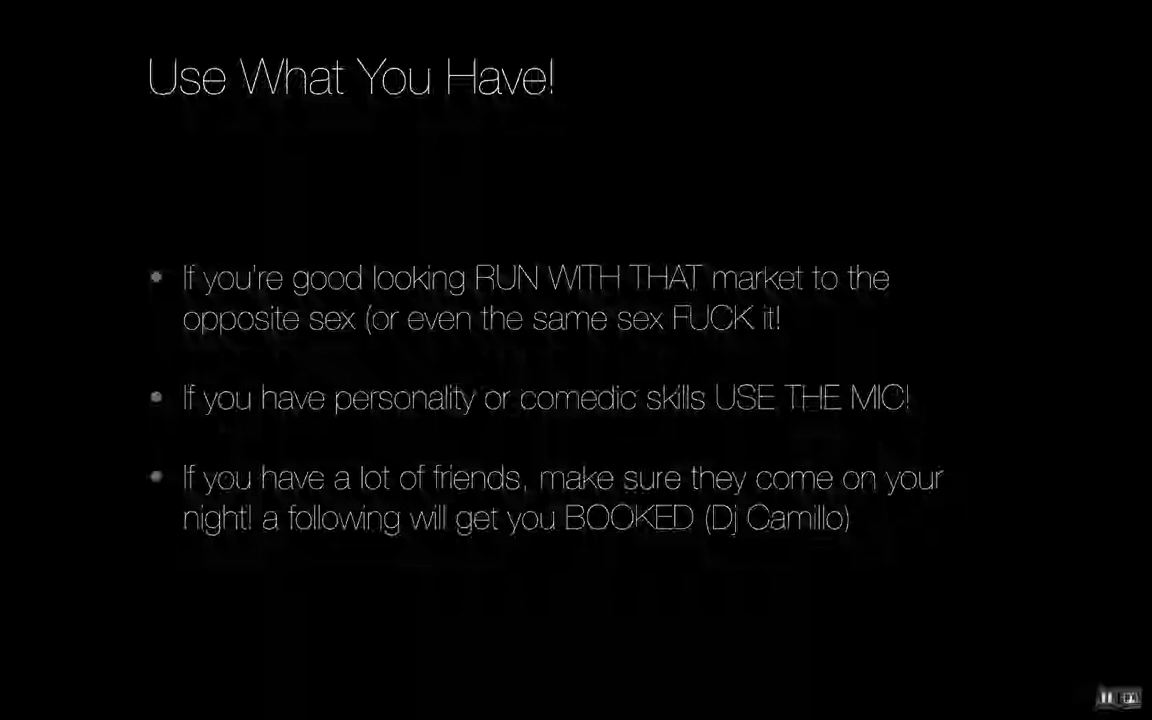 Use What You Have!
• If you're good looking RUN WITH THAT market to the
opposite sex (or even the same sex FUCK it!
• If you have personality or comedic skills USE THE MIC!
• If you have a lot of friends, make sure they come on your
night! a following will get you BOOKED (Dj Camillo)